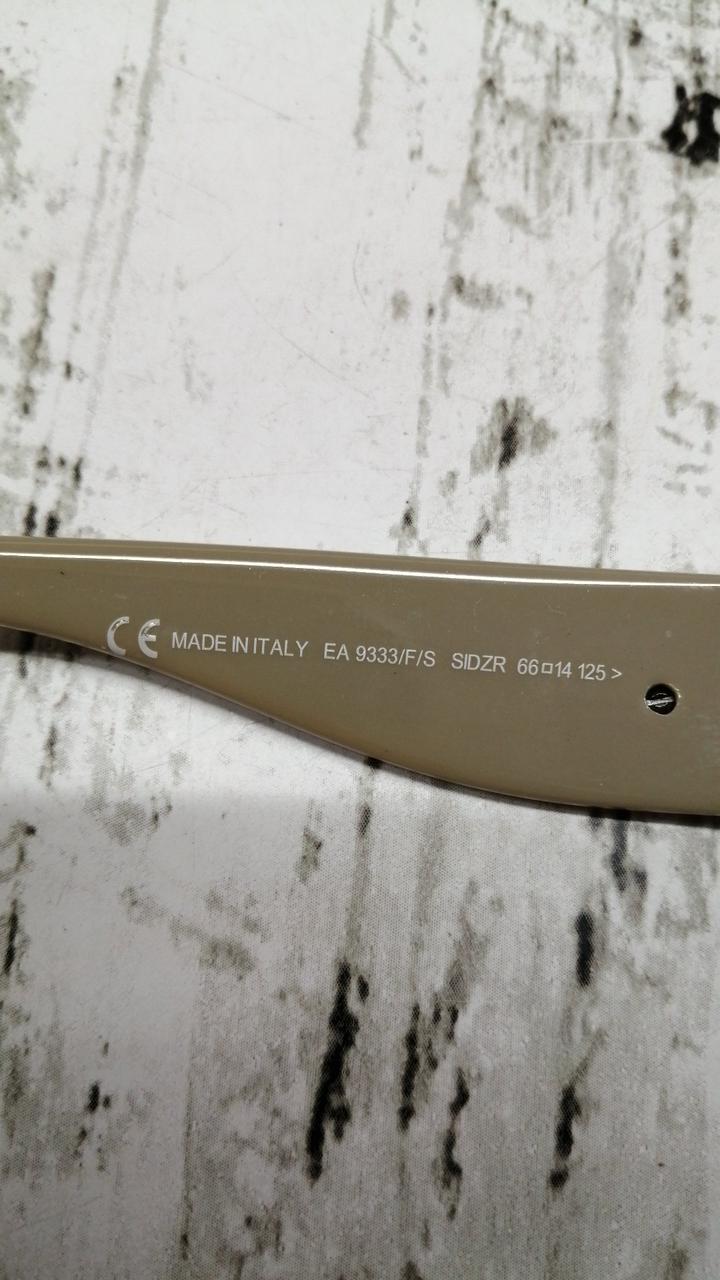 CE MADE IN ITALY EA 9333/F/S SIDZR 66□14 125 >